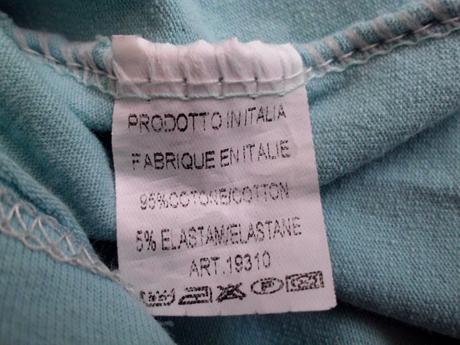 PRODOTTO IN ITALIA
FABRIQUE EN ITALIE
95%COTONE/COTTON
5% ELASTAM/ELASTANE
ART.19310